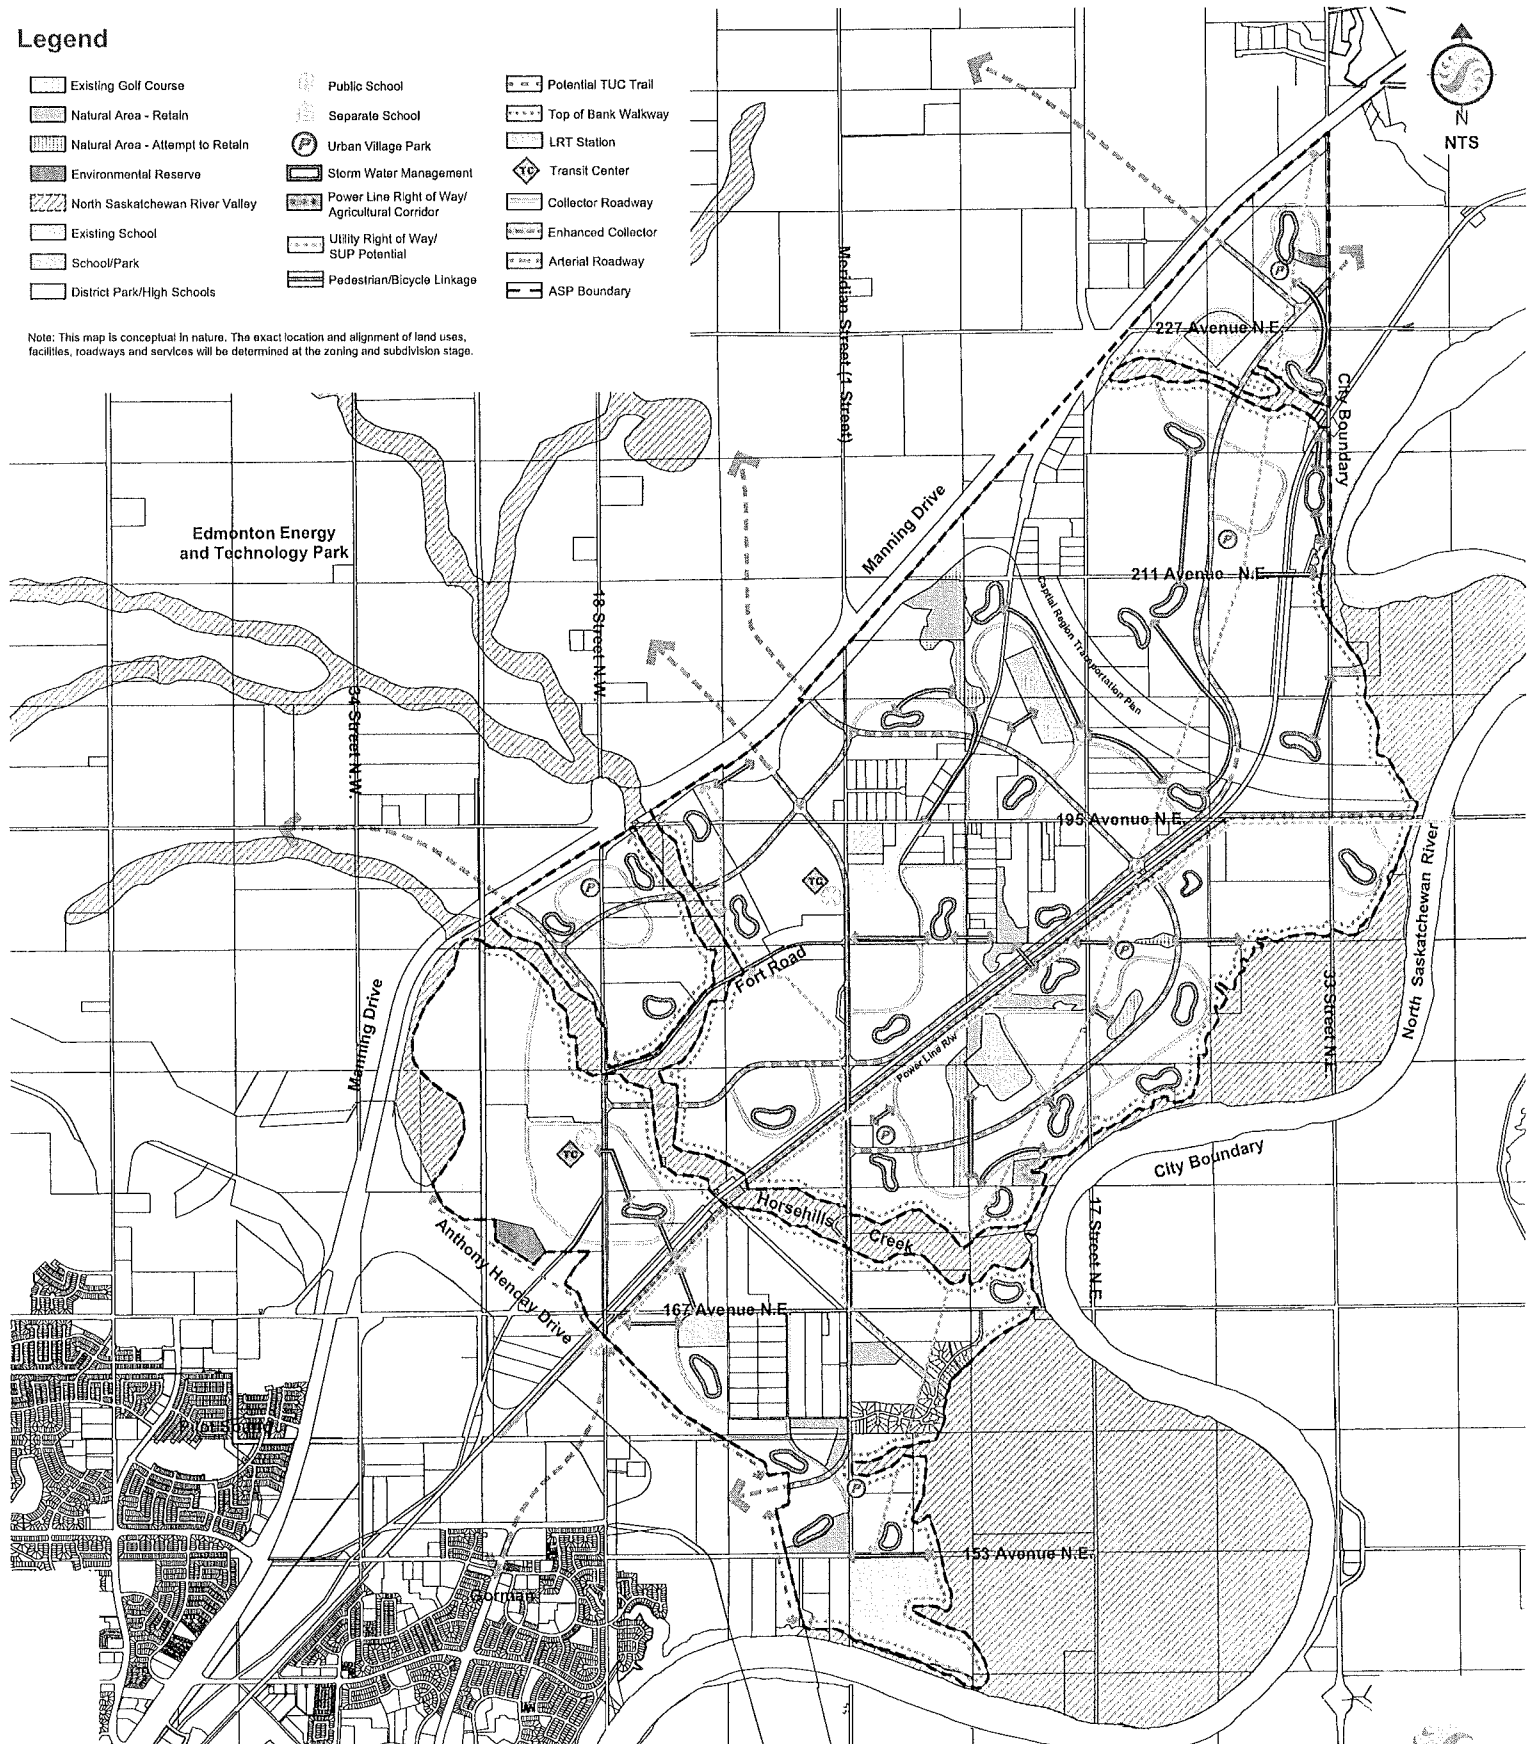 Legend
Existing Golf Course
Natural Area - Retain
Natural Area - Attempt to Retain
Environmental Reserve
North Saskatchewan River Valley
Existing School
School/Park
District Park/High Schools
Public School
Separate School
P
Urban Village Park
Storm Water Management
Power Line Right of Way/
Agricultural Corridor
Utility Right of Way/
SUP Potential
Pedestrian/Bicycle Linkage
Potential TUC Trail
Top of Bank Walkway
LRT Station
TC
Transit Center
Collector Roadway
Enhanced Collector
Arterial Roadway
ASP Boundary
Note: This map is conceptual in nature. The exact location and alignment of land uses,
facilities, roadways and services will be determined at the zoning and subdivision stage.
N
NTS
Meridian Street (1 Street)
P
227 Avenue N.E.
City Boundary
Manning Drive
Edmonton Energy
and Technology Park
P
211 Avenue N.E.
18 Street N.W.
Capital Region Transportation Plan
34 Street N.W.
195 Avenue N.E.
North Saskatchewan River
P
TC
P
Fort Road
33 Street N.E.
Manning Drive
Power Line R/W
P
TC
City Boundary
Horsehills
Creek
17 Street N.E.
Anthony Henday Drive
167 Avenue N.E.
P
153 Avenue N.E.
Gorman